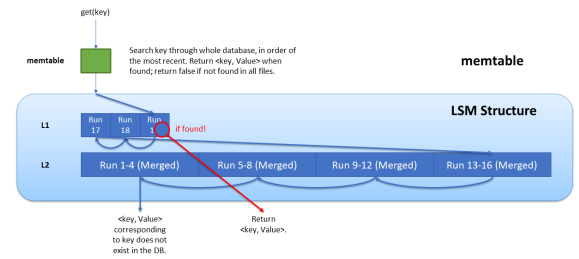 get(key)
Search key through whole database, in order of
the most recent. Return <key, Value> when
found; return false if not found in all files.
memtable
memtable
LSM Structure
L1
Run
17
Run
18
Run
1
if found!
L2
Run 1-4 (Merged)
Run 5-8 (Merged)
Run 9-12 (Merged)
Run 13-16 (Merged)
<key, Value>
corresponding
to key does not
exist in the DB.
Return
<key, Value>.